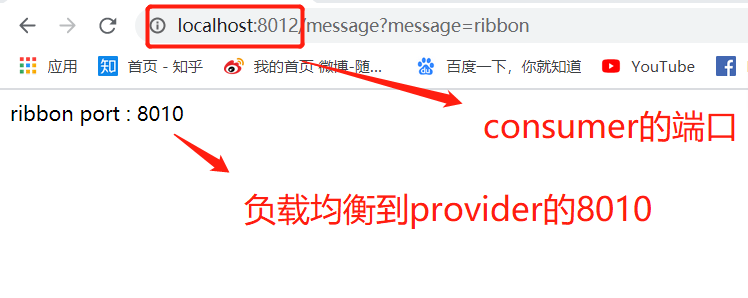 localhost:8012/message?message=ribbon
应用 知 首页 - 知乎 我的首页 微博-随... 百度一下，你就知道 YouTube Facebook
ribbon port : 8010
consumer的端口
负载均衡到provider的8010